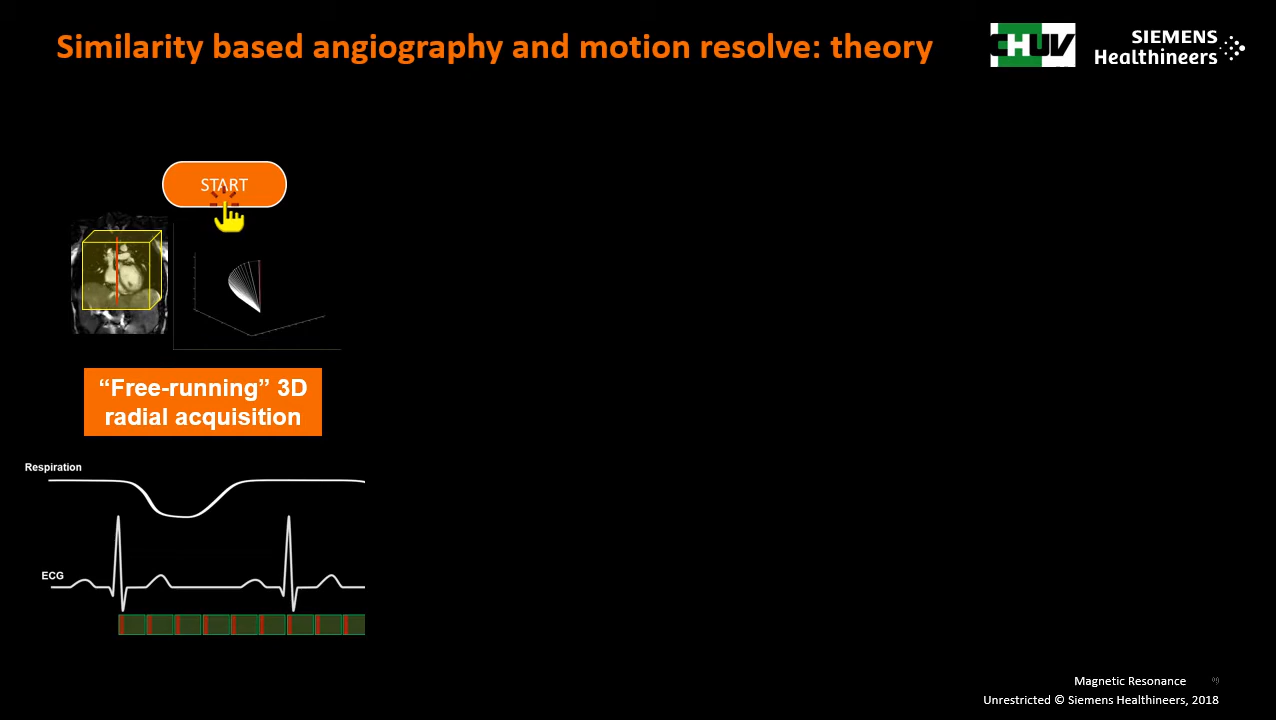 Similarity based angiography and motion resolve: theory
CHUV
SIEMENS
Healthineers
START
“Free-running” 3D
radial acquisition
Respiration
ECG
Magnetic Resonance
Unrestricted © Siemens Healthineers, 2018